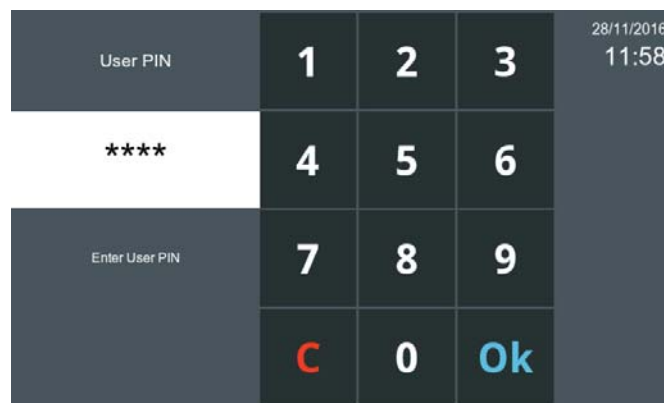 User PIN
1 2 3
28/11/2016
11:58
****
4 5 6
Enter User PIN
7 8 9
C 0 Ok